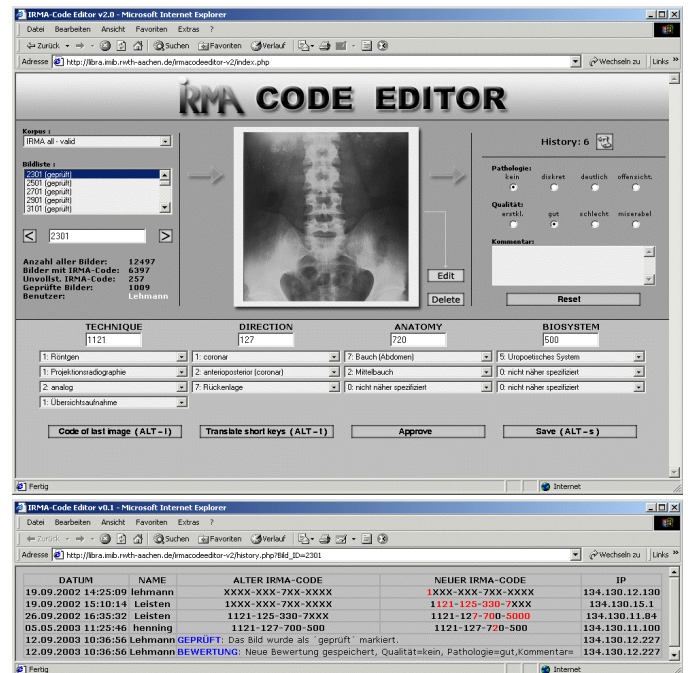 IRMA-Code Editor v2.0 - Microsoft Internet Explorer
Datei Bearbeiten Ansicht Favoriten Extras ?
Zurück Suchen Favoriten Verlauf
Adresse http://libra.imib.rwth-aachen.de/irmacodeeditor-v2/index.php Wechseln zu Links »
IRMA CODE EDITOR
Korpus :
IRMA all - valid
Bildliste :
2301 (geprüft)
2501 (geprüft)
2701 (geprüft)
2901 (geprüft)
3101 (geprüft)
< 2301 >
Anzahl aller Bilder: 12497
Bilder mit IRMA-Code: 6397
Unvollst. IRMA-Code: 257
Geprüfte Bilder: 1009
Benutzer: Lehmann
Edit
Delete
History: 6
Pathologie:
kein diskret deutlich offensicht.
Qualität:
erstkl. gut schlecht miserabel
Kommentar:
Reset
TECHNIQUE DIRECTION ANATOMY BIOSYSTEM
1121 127 720 500
1: Röntgen 1: coronar 7: Bauch (Abdomen) 5: Uropoetisches System
1: Projektionsradiographie 2: anterioposterior (coronar) 2: Mittelbauch 0: nicht näher spezifiziert
2: analog 7: Rückenlage 0: nicht näher spezifiziert 0: nicht näher spezifiziert
1: Übersichtsaufnahme
Code of last image (ALT-l) Translate short keys (ALT-t) Approve Save (ALT-s)
Fertig Internet
IRMA-Code Editor v0.1 - Microsoft Internet Explorer
Datei Bearbeiten Ansicht Favoriten Extras ?
Zurück Suchen Favoriten Verlauf
Adresse http://libra.imib.rwth-aachen.de/irmacodeeditor-v2/history.php?Bild_ID=2301 Wechseln zu Links »
DATUM NAME ALTER IRMA-CODE NEUER IRMA-CODE IP
19.09.2002 14:25:09 lehmann XXXX-XXX-7XX-XXXX 1XXX-XXX-7XX-XXXX 134.130.12.130
19.09.2002 15:10:14 Leisten 1XXX-XXX-7XX-XXXX 1121-125-330-7XXX 134.130.15.1
26.09.2002 16:35:32 Leisten 1121-125-330-7XXX 1121-127-700-5000 134.130.11.84
05.05.2003 11:25:46 henning 1121-127-700-500 1121-127-720-500 134.130.11.100
12.09.2003 10:36:56 Lehmann GEPRÜFT: Das Bild wurde als `geprüft` markiert. 134.130.12.227
12.09.2003 10:36:56 Lehmann BEWERTUNG: Neue Bewertung gespeichert, Qualität=kein, Pathologie=gut,Kommentar= 134.130.12.227
Fertig Internet